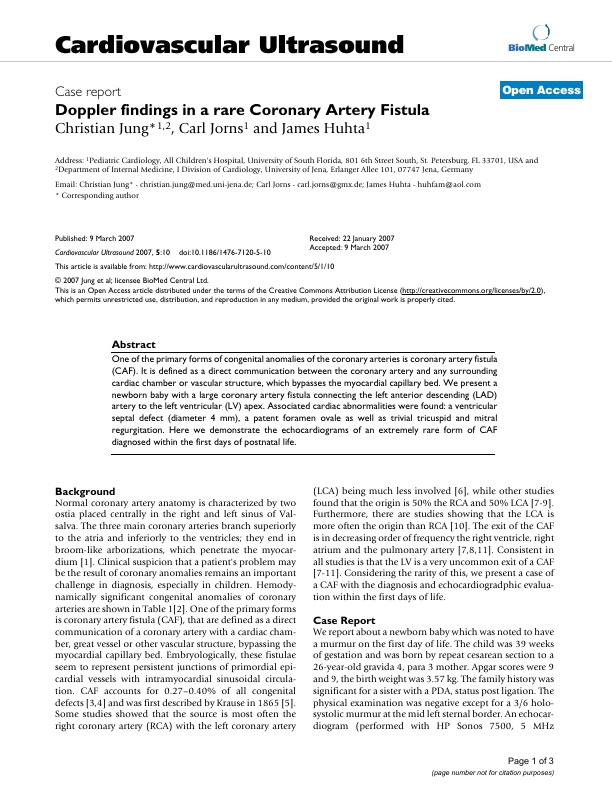 Cardiovascular Ultrasound
BioMed Central
Case report
Open Access
Doppler findings in a rare Coronary Artery Fistula
Christian Jung*1,2, Carl Jorns1 and James Huhta1
Address: 1Pediatric Cardiology, All Children's Hospital, University of South Florida, 801 6th Street South, St. Petersburg, FL 33701, USA and
2Department of Internal Medicine, I Division of Cardiology, University of Jena, Erlanger Allee 101, 07747 Jena, Germany
Email: Christian Jung* - christian.jung@med.uni-jena.de; Carl Jorns - carl.jorns@gmx.de; James Huhta - huhfam@aol.com
* Corresponding author
Published: 9 March 2007
Cardiovascular Ultrasound 2007, 5:10 doi:10.1186/1476-7120-5-10
Received: 22 January 2007
Accepted: 9 March 2007
This article is available from: http://www.cardiovascularultrasound.com/content/5/1/10
© 2007 Jung et al; licensee BioMed Central Ltd.
This is an Open Access article distributed under the terms of the Creative Commons Attribution License (http://creativecommons.org/licenses/by/2.0),
which permits unrestricted use, distribution, and reproduction in any medium, provided the original work is properly cited.
Abstract
One of the primary forms of congenital anomalies of the coronary arteries is coronary artery fistula
(CAF). It is defined as a direct communication between the coronary artery and any surrounding
cardiac chamber or vascular structure, which bypasses the myocardial capillary bed. We present a
newborn baby with a large coronary fistula connecting the left anterior descending (LAD)
artery to the left ventricular (LV) apex. Associated cardiac abnormalities were found: a ventricular
septal defect (diameter 4 mm), a patent foramen ovale as well as trivial tricuspid and mitral
regurgitation. Here we demonstrate the echocardiograms of an extremely rare form of CAF
diagnosed within the first days of postnatal life.
Background
Normal coronary artery anatomy is characterized by two
ostia placed centrally in the right and left sinus of Val-
salva. The three main coronary arteries branch superiorly
to the atria and inferiorly to the ventricles; they end in
broom-like arborizations, which penetrate the myocar-
dium [1]. Clinical suspicion that a patient's problem may
be the result of coronary anomalies remains an important
challenge in diagnosis, especially in children. Hemody-
namically significant congenital anomalies of coronary
arteries are shown in Table 1[2]. One of the primary forms
is coronary artery fistula (CAF), that are defined as a direct
communication of a coronary artery with a cardiac cham-
ber, great vessel or other vascular structure, bypassing the
myocardial capillary bed. Embryologically, these fistulae
seem to represent persistent junctions of primordial epi-
cardial vessels with intramyocardial sinusoidal circula-
tion. CAF accounts for 0.27–0.40% of all congenital
defects [3,4] and was first described by Krause in 1865 [5].
Some studies showed that the source is most often the
right coronary artery (RCA) with the left coronary artery
(LCA) being much less involved [6], while other studies
found that the origin is 50% the RCA and 50% LCA [7-9].
Furthermore, there are studies showing that the LCA is
more often the origin than RCA [10]. The exit of the CAF
is in decreasing order of frequency the right ventricle, right
atrium and the pulmonary artery [7,8,11]. Consistent in
all studies is that the LV is a very uncommon exit of a CAF
[7-11]. Considering the rarity of this, we present a case of
a CAF with the diagnosis and echocardiogradphic evalua-
tion within the first days of life.
Case Report
We report about a newborn baby which was noted to have
a murmur on the first day of life. The child was 39 weeks
of gestation and was born by repeat cesarean section to a
26-year-old gravida 4, para 3 mother. Apgar scores were 9
and 9, the birth weight was 3.57 kg. The family history was
significant for a sister with a PDA, status post ligation. The
physical examination was negative except for a 3/6 holo-
systolic murmur at the mid left sternal border. An echocar-
diogram (performed with HP Sonos 7500, 5 MHz
Page 1 of 3
(page number not for citation purposes)